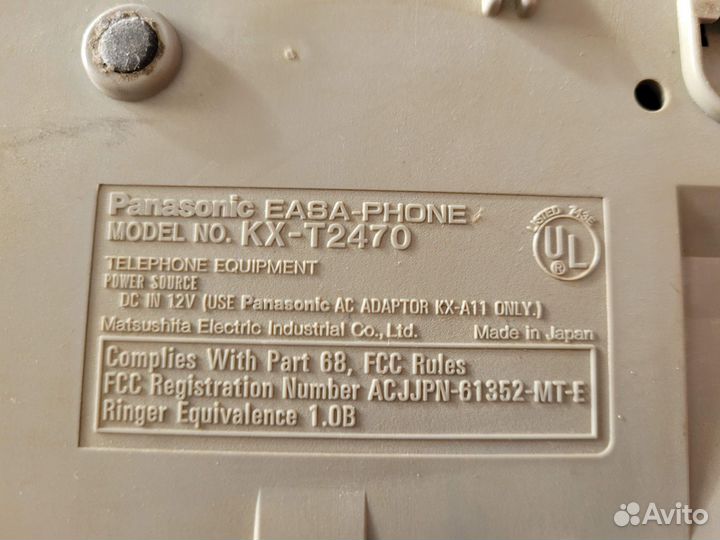 Panasonic EASA-PHONE
MODEL NO. KX-T2470
LISTED 743E
UL
®
TELEPHONE EQUIPMENT
POWER SOURCE
DC IN 12V (USE Panasonic AC ADAPTOR KX-A11 ONLY.)
Matsushita Electric Industrial Co., Ltd. Made in Japan
Complies With Part 68, FCC Rules
FCC Registration Number ACJJPN-61352-MT-E
Ringer Equivalence 1.0B
Avito